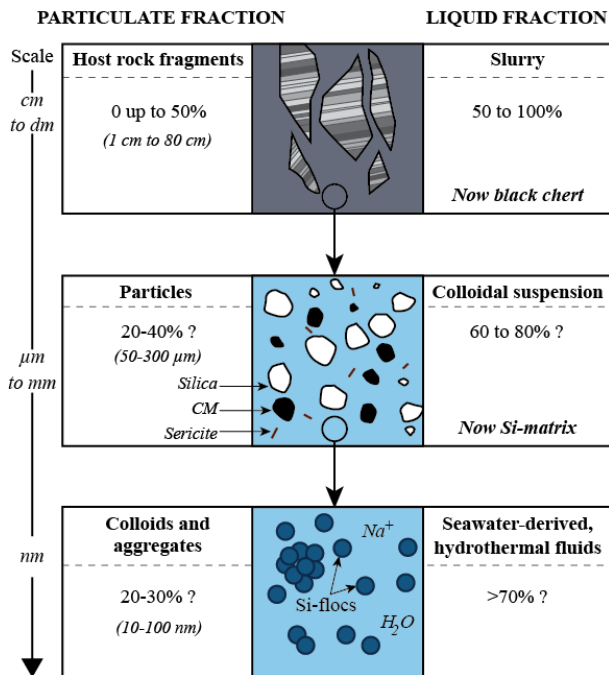 PARTICULATE FRACTION
LIQUID FRACTION
Scale
cm
to dm
Host rock fragments
0 up to 50%
(1 cm to 80 cm)
Slurry
50 to 100%
Now black chert
μm
to mm
Particles
20-40% ?
(50-300 μm)
Silica
CM
Sericite
Colloidal suspension
60 to 80% ?
Now Si-matrix
nm
Colloids and
aggregates
20-30% ?
(10-100 nm)
Na⁺
Si-flocs
H₂O
Seawater-derived,
hydrothermal fluids
>70% ?